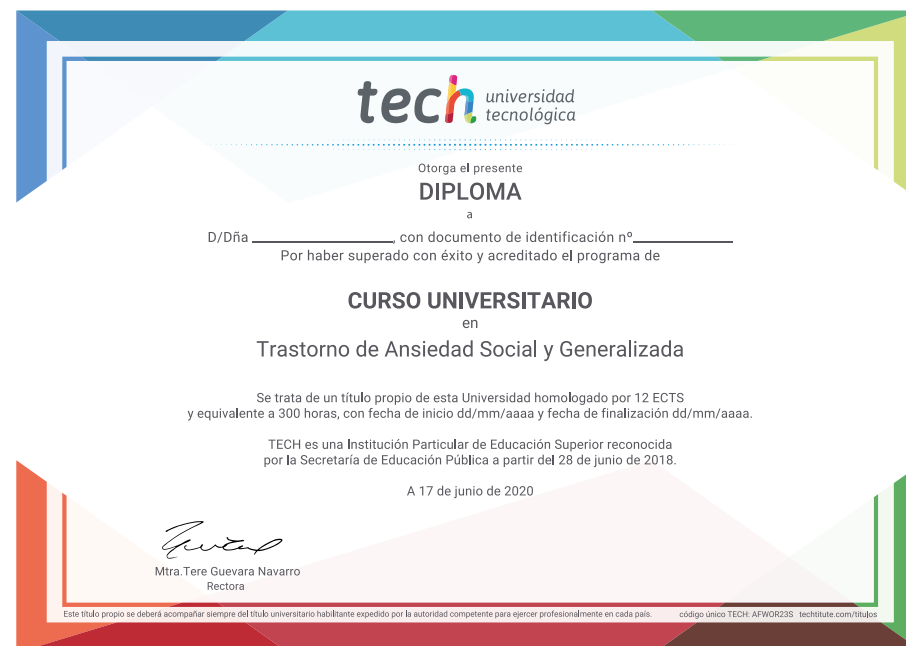 tech universidad
tecnológica
Otorga el presente
DIPLOMA
a
D/Dña ____________, con documento de identificación nº____________
Por haber superado con éxito y acreditado el programa de
CURSO UNIVERSITARIO
en
Trastorno de Ansiedad Social y Generalizada
Se trata de un título propio de esta Universidad homologado por 12 ECTS
y equivalente a 300 horas, con fecha de inicio dd/mm/aaaa y fecha de finalización dd/mm/aaaa.
TECH es una Institución Particular de Educación Superior reconocida
por la Secretaría de Educación Pública a partir del 28 de junio de 2018.
A 17 de junio de 2020
Mtra.Tere Guevara Navarro
Rectora
Este título propio se deberá acompañar siempre del título universitario habilitante expedido por la autoridad competente para ejercer profesionalmente en cada país. código único TECH: AFWOR23S techtitute.com/titulos